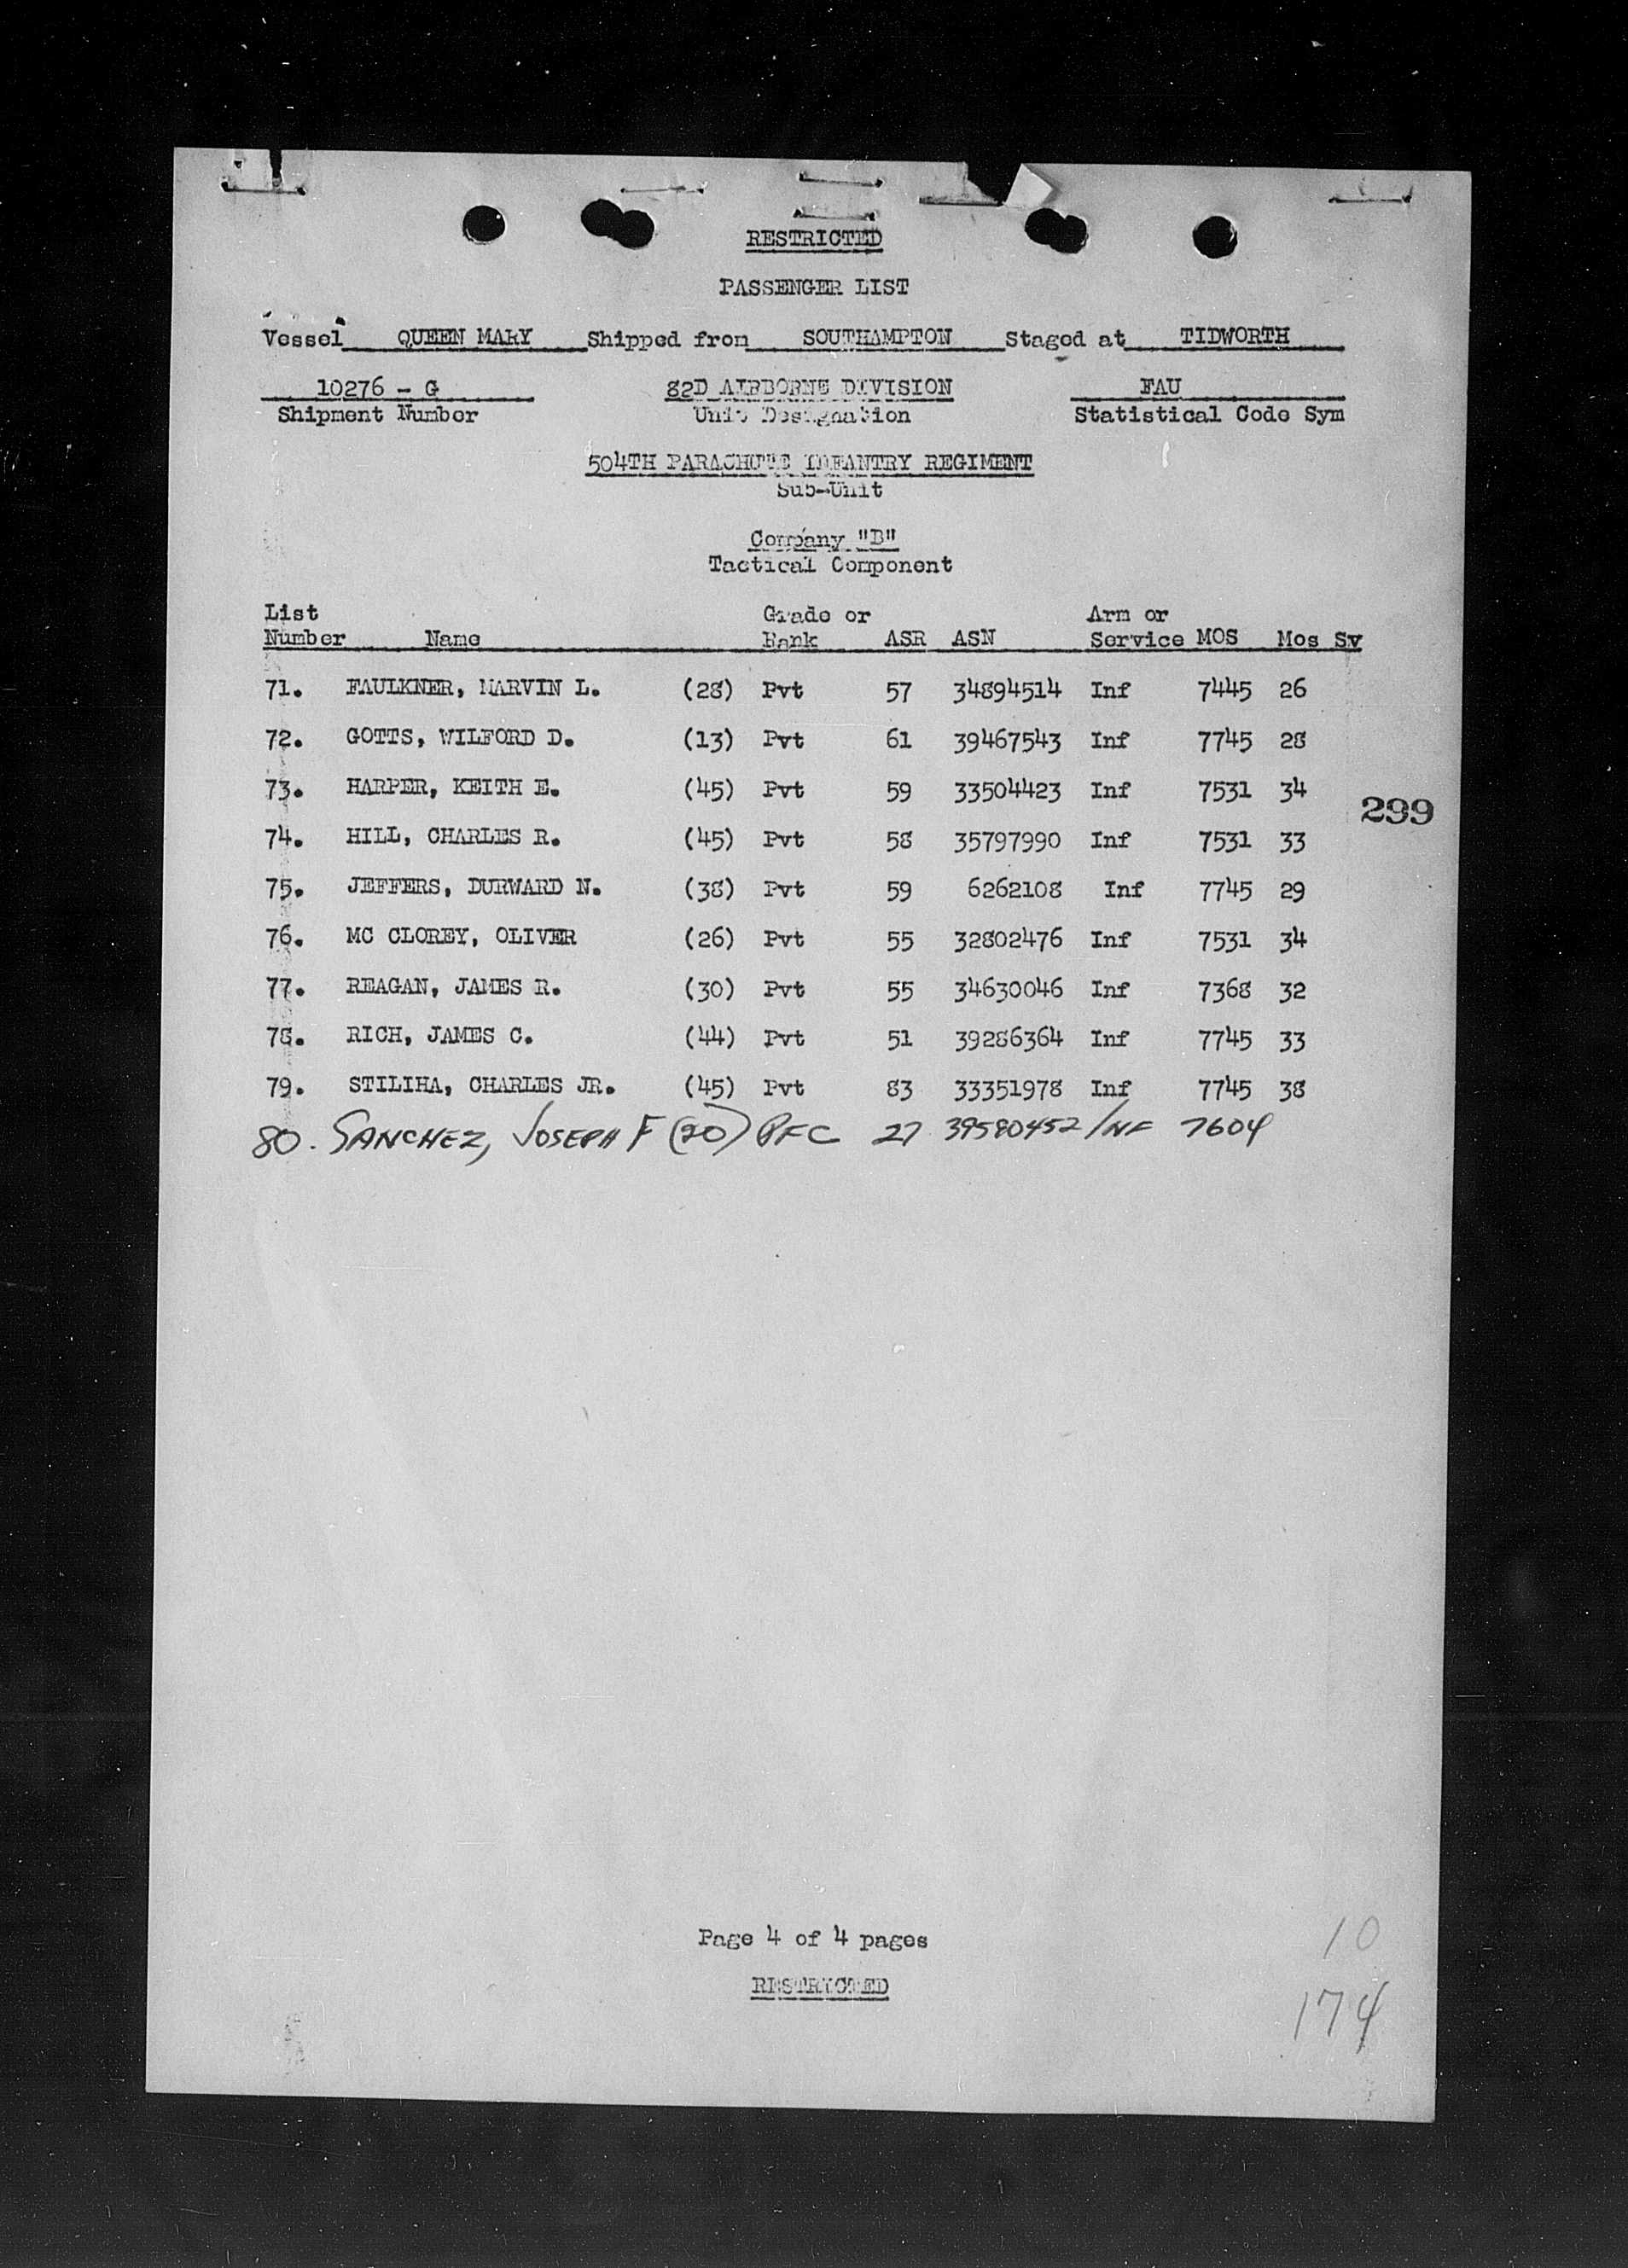 RESTRICTED
PASSENGER LIST
Vessel QUEEN MARY Shipped from SOUTHAMPTON Staged at TIDWORTH
10276 - G 82D AIRBORNE DIVISION FAU
Shipment Number Unit Designation Statistical Code Sym
504TH PARACHUTE INFANTRY REGIMENT
Sub-Unit
Company "B"
Tactical Component
List Grade or Arm or
Number Name Rank ASR ASN Service MOS Mos Sv
71. FAULKNER, MARVIN L. (28) Pvt 57 34894514 Inf 7445 26
72. GOTTS, WILFORD D. (13) Pvt 61 39467543 Inf 7745 28
73. HARPER, KEITH E. (45) Pvt 59 33504423 Inf 7531 34
299
74. HILL, CHARLES R. (45) Pvt 58 35797990 Inf 7531 33
75. JEFFERS, DURWARD N. (38) Pvt 59 6262108 Inf 7745 29
76. MC CLOREY, OLIVER (26) Pvt 55 32802476 Inf 7531 34
77. REAGAN, JAMES R. (30) Pvt 55 34630046 Inf 7368 32
78. RICH, JAMES C. (44) Pvt 51 39286364 Inf 7745 33
79. STILIHA, CHARLES JR. (45) Pvt 83 33351978 Inf 7745 38
80. SANCHEZ, JOSEPH F (20) PFC 27 39580452 INF 7604
Page 4 of 4 pages
RESTRICTED
10
174